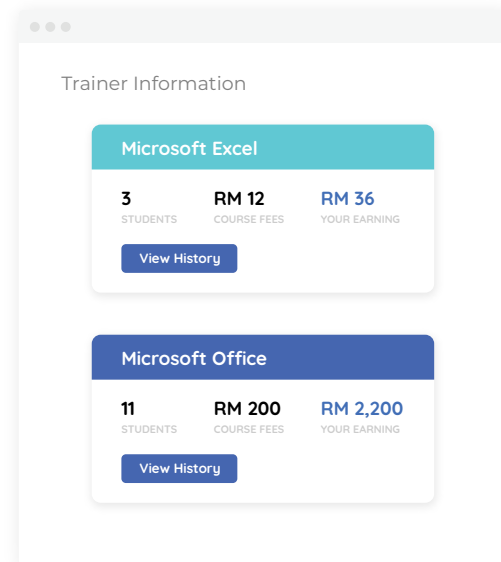 Trainer Information
Microsoft Excel
3 RM 12 RM 36
STUDENTS COURSE FEES YOUR EARNING
View History
Microsoft Office
11 RM 200 RM 2,200
STUDENTS COURSE FEES YOUR EARNING
View History